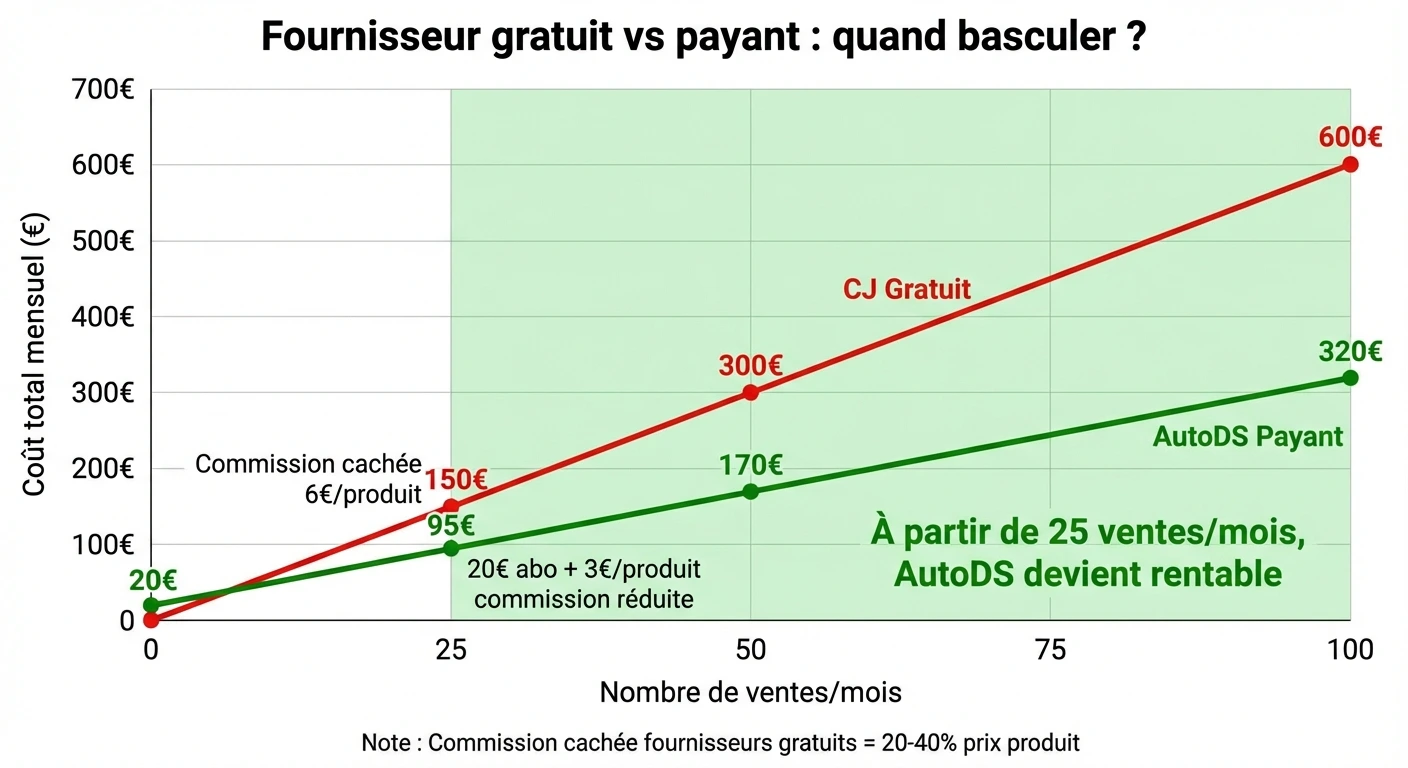 Fournisseur gratuit vs payant : quand basculer ?
Coût total mensuel (€)
700€
600€
500€
400€
300€
200€
100€
0
600€
CJ Gratuit
320€
300€
AutoDS Payant
170€
Commission cachée
6€/produit
150€
95€
20€
À partir de 25 ventes/mois,
AutoDS devient rentable
20€ abo + 3€/produit
commission réduite
0
25
50
75
100
Nombre de ventes/mois
Note : Commission cachée fournisseurs gratuits = 20-40% prix produit